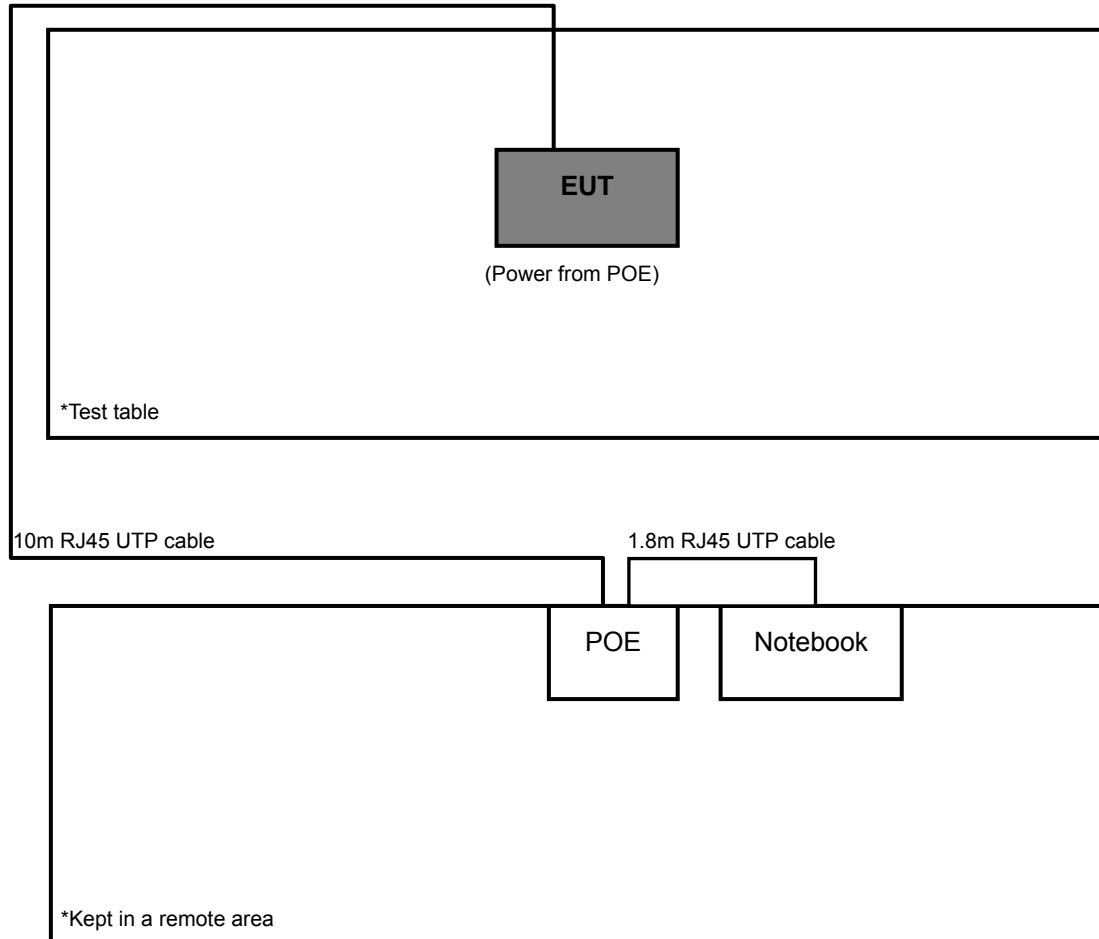 EUT
(Power from POE)
*Test table
10m RJ45 UTP cable
1.8m RJ45 UTP cable
POE
Notebook
*Kept in a remote area